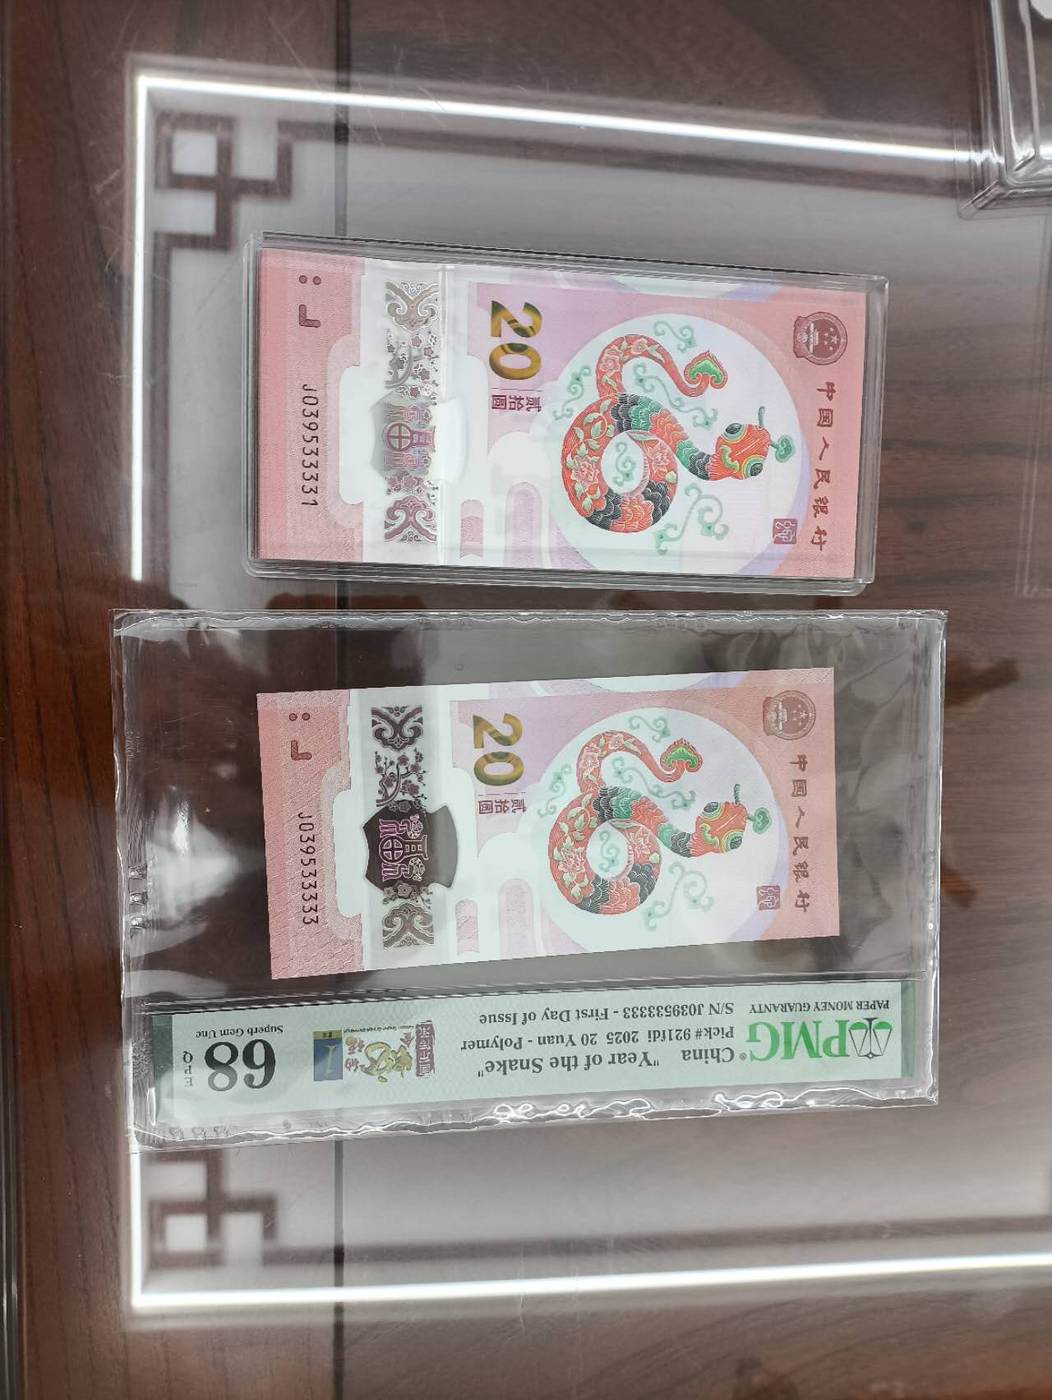 中国人民银行
20
贰拾圆
J039533331
中国人民银行
20
贰拾圆
J039533333
PMG
PAPER MONEY GUARANTY
China "Year of the Snake"
Pick# 921fdi 2025 20 Yuan - Polymer
S/N J039533333 - First Day of Issue
68
EPQ
Superb Gem Unc